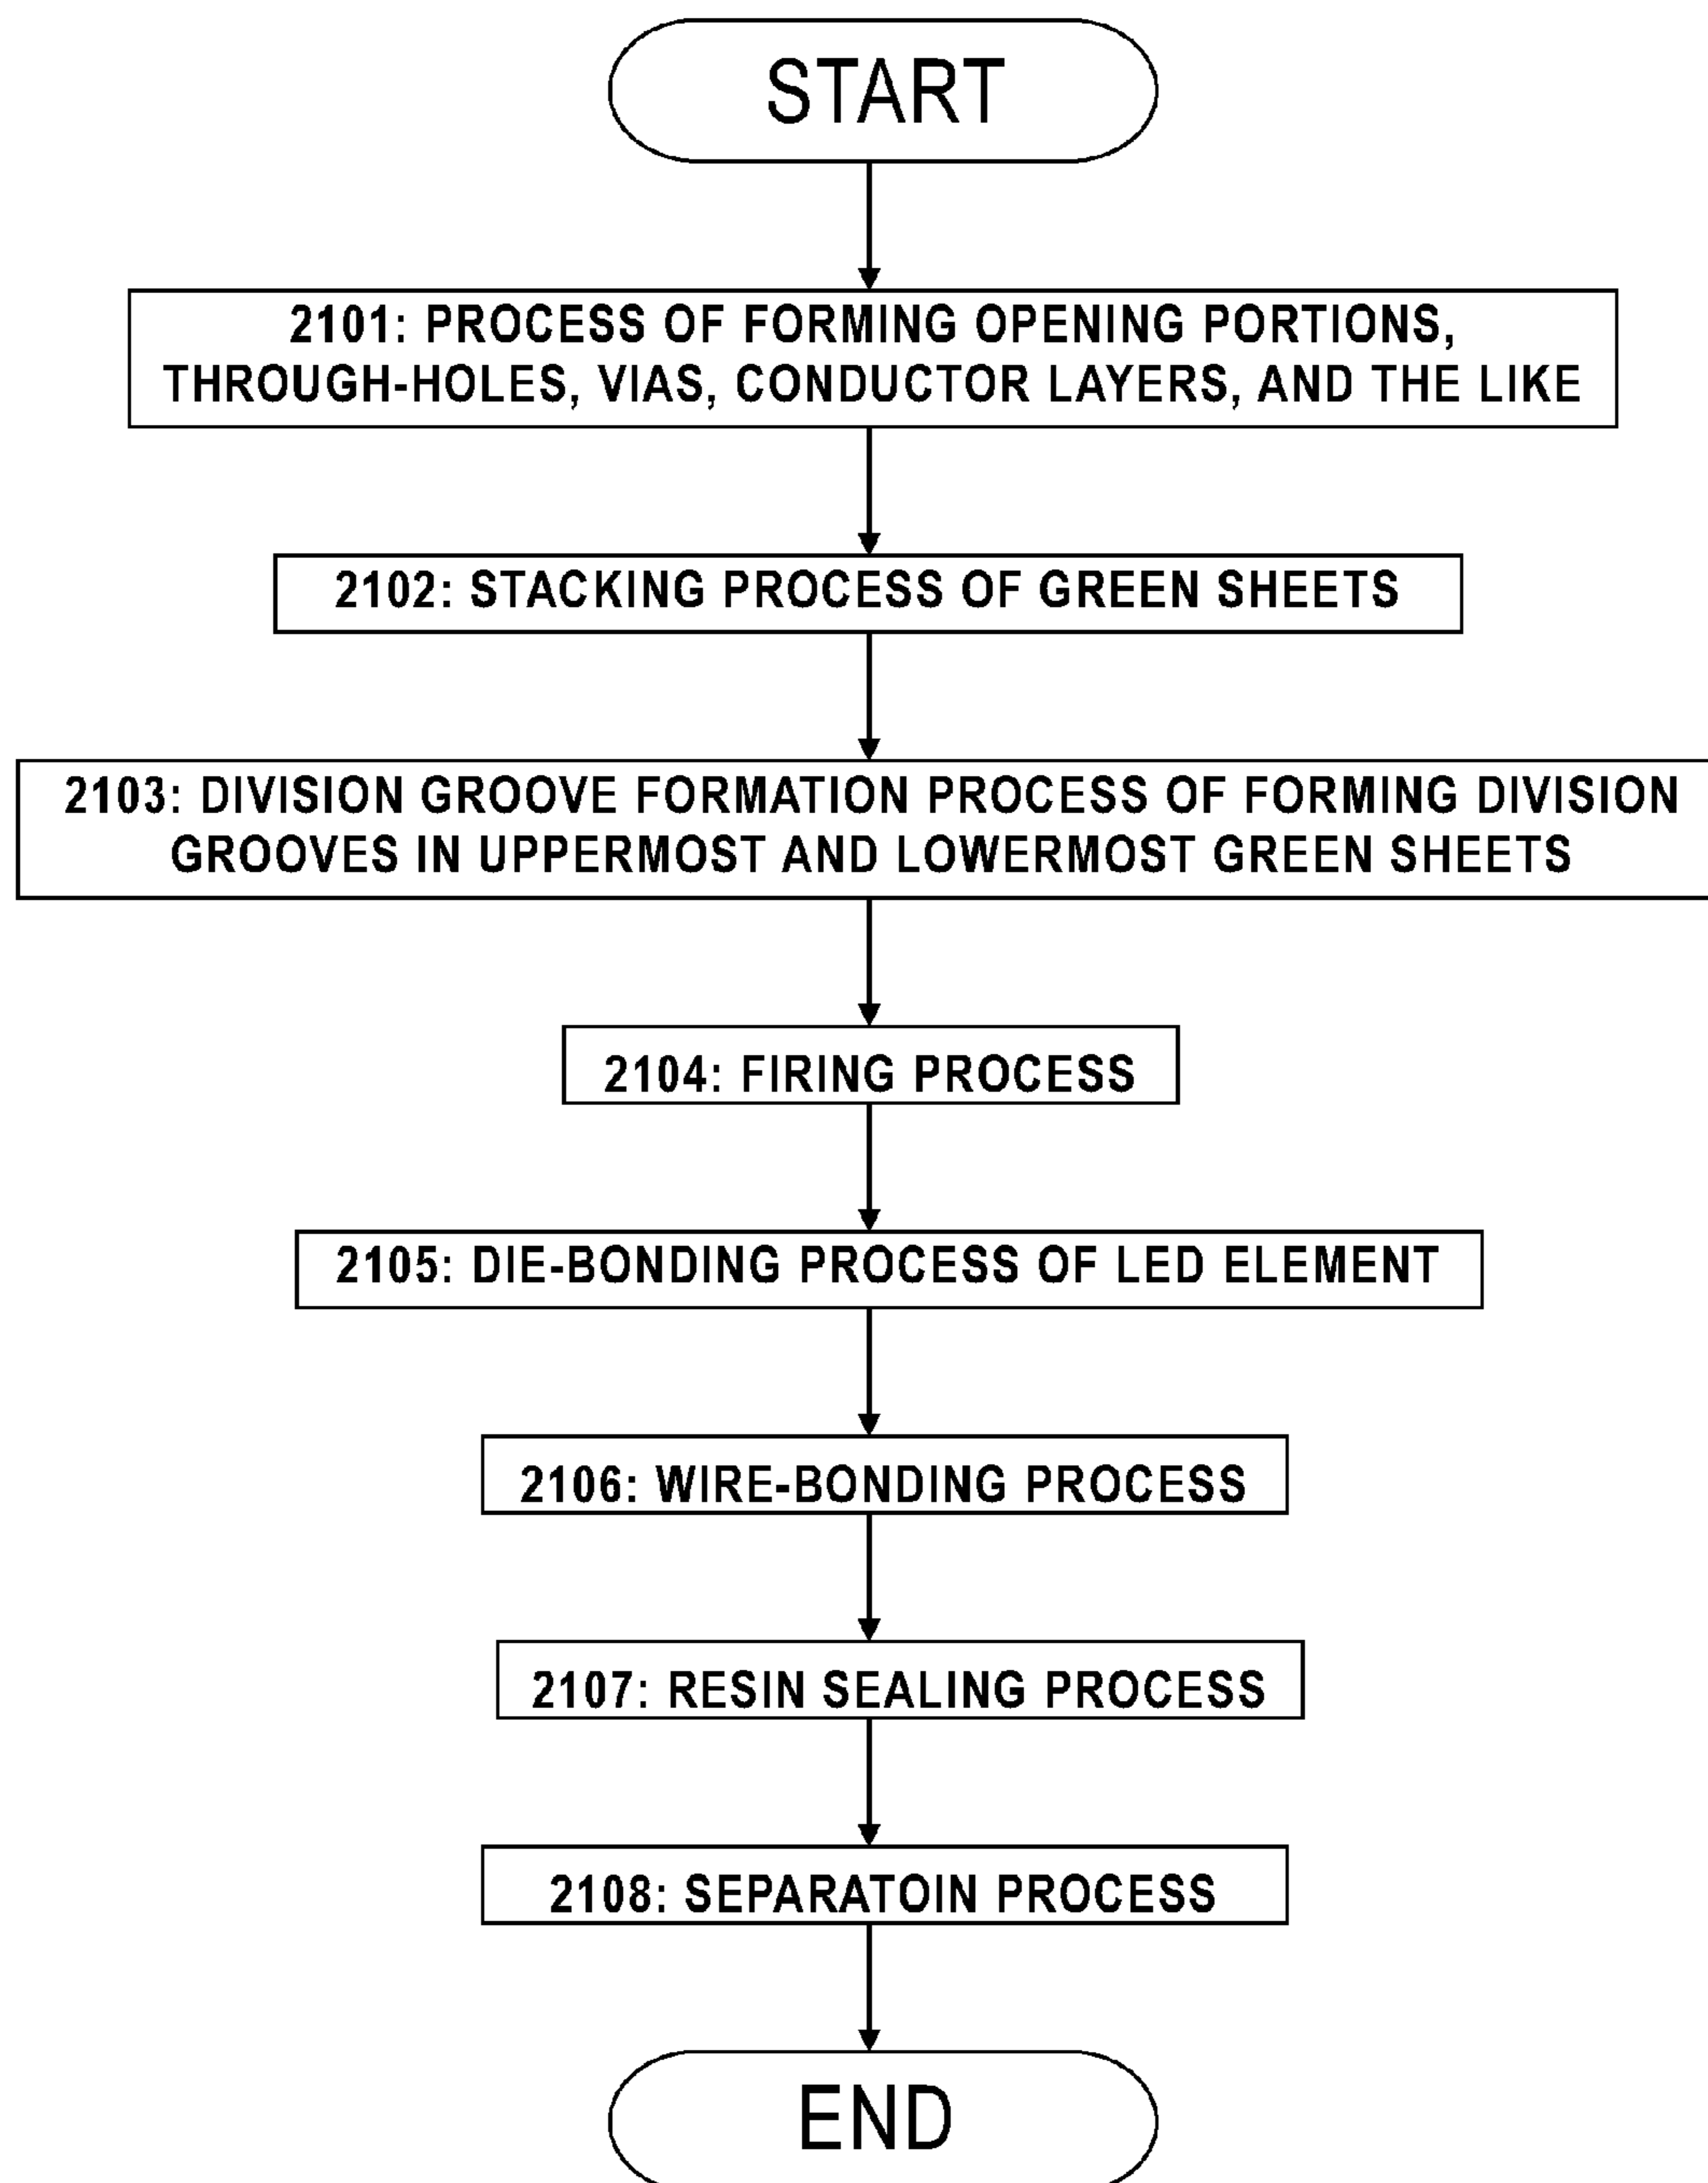 START
2101: PROCESS OF FORMING OPENING PORTIONS,
THROUGH-HOLES, VIAS, CONDUCTOR LAYERS, AND THE LIKE
2102: STACKING PROCESS OF GREEN SHEETS
2103: DIVISION GROOVE FORMATION PROCESS OF FORMING DIVISION
GROOVES IN UPPERMOST AND LOWERMOST GREEN SHEETS
2104: FIRING PROCESS
2105: DIE-BONDING PROCESS OF LED ELEMENT
2106: WIRE-BONDING PROCESS
2107: RESIN SEALING PROCESS
2108: SEPARATOIN PROCESS
END